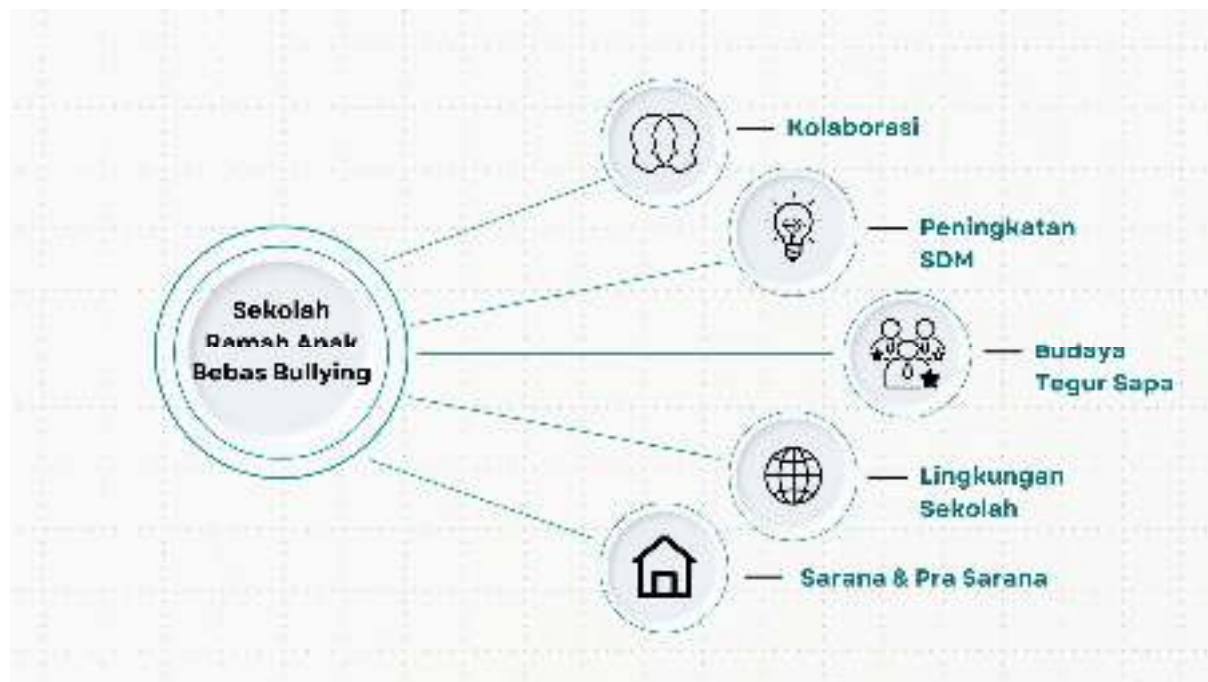 Kolaborasi
Peningkatan
SDM
Sekolah
Ramah Anak
Bebas Bullying
Budaya
Tegur Sapa
Lingkungan
Sekolah
Sarana & Pra Sarana